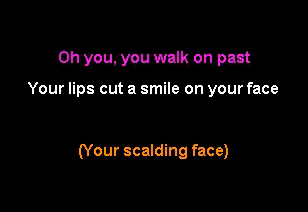 Oh you, you walk on past
Your lips cut a smile on your face
(Your scalding face)